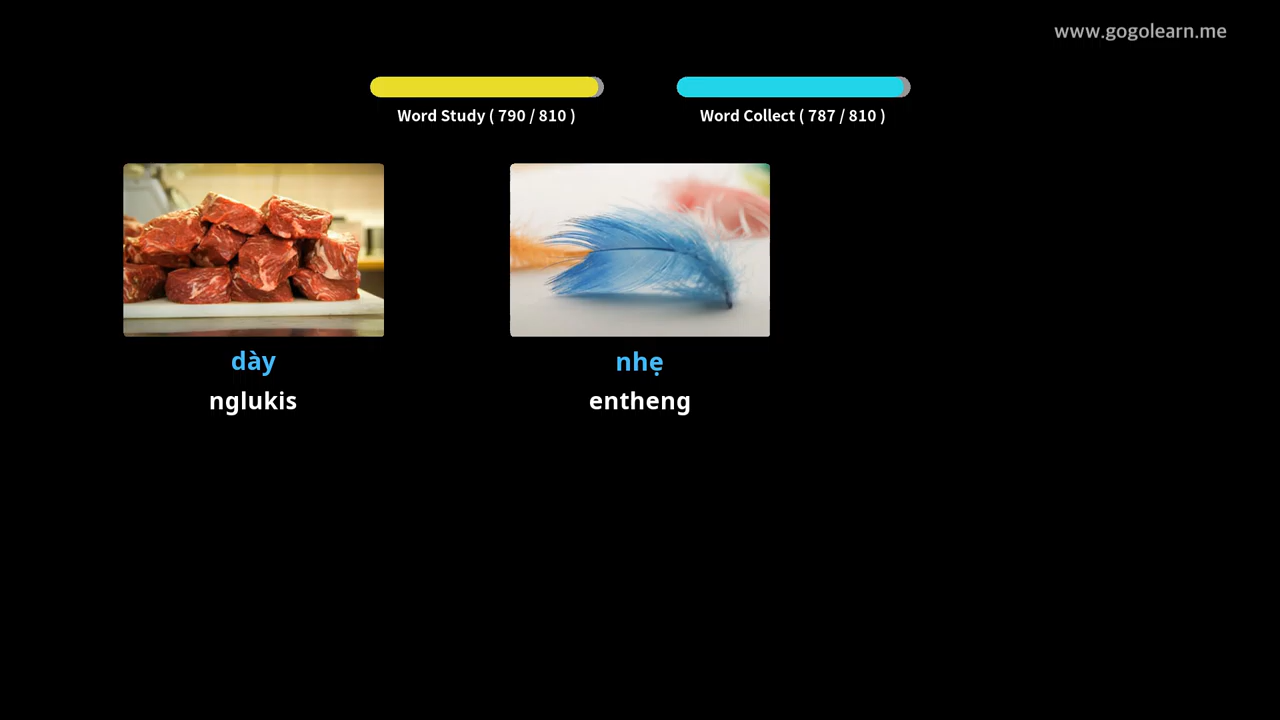 www.gogolearn.me
Word Study ( 790 / 810 )
Word Collect ( 787 / 810 )
dày
nglukis
nhẹ
entheng